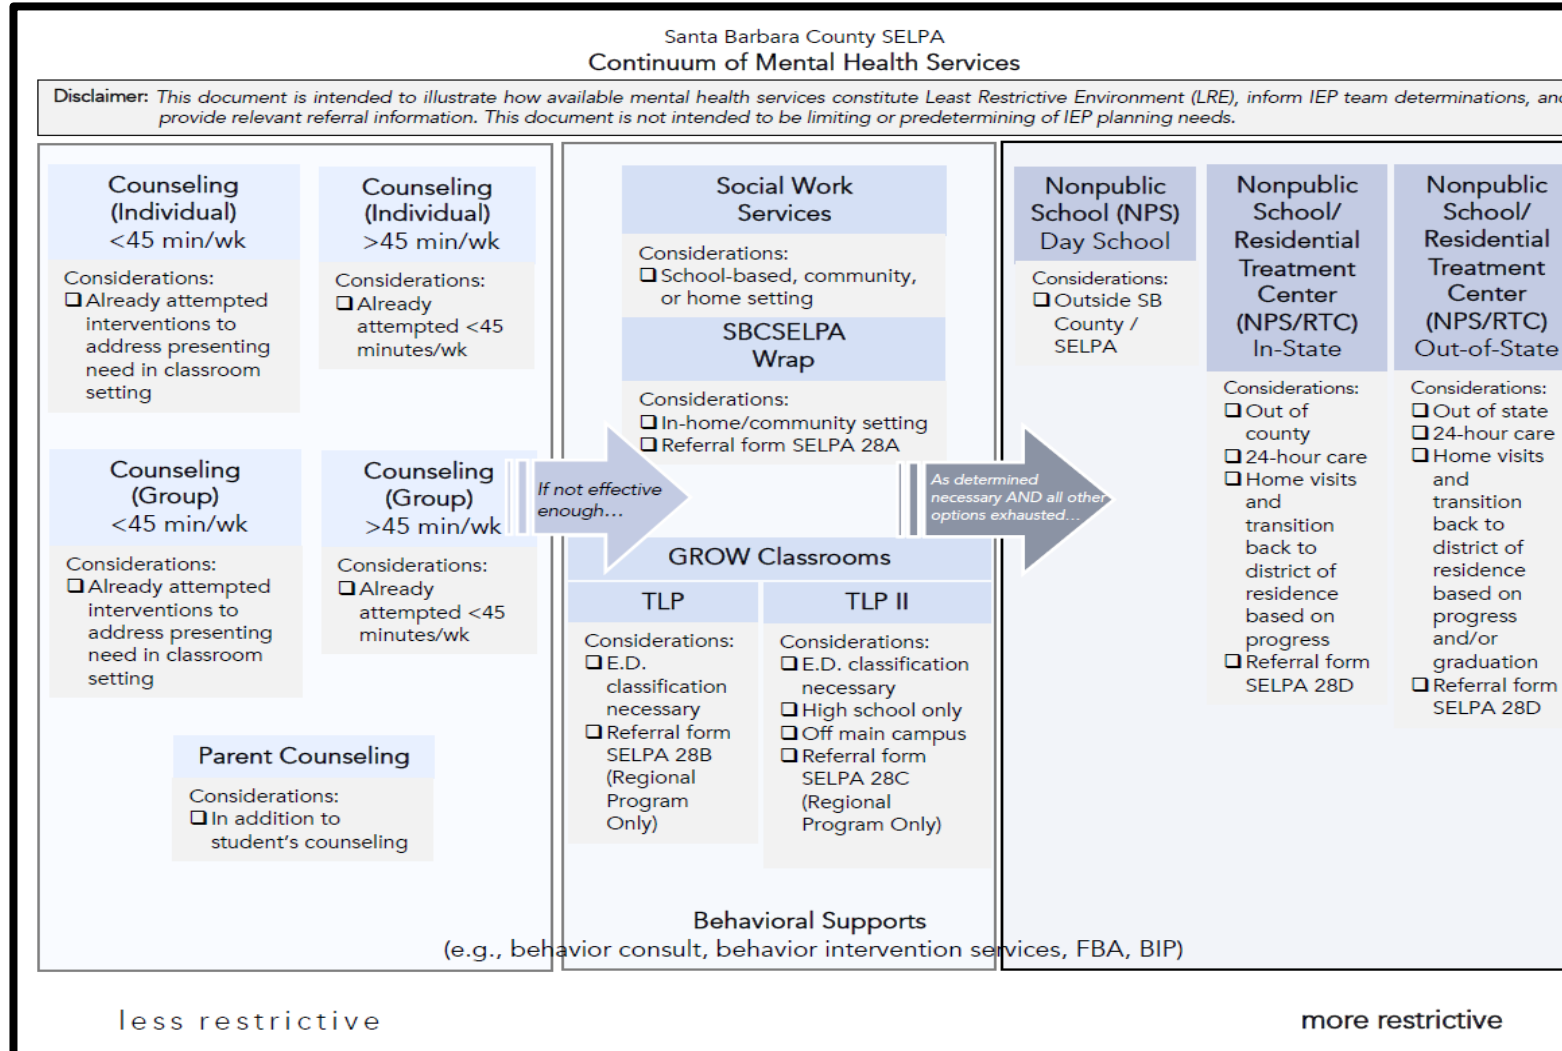 Santa Barbara County SELPA
Continuum of Mental Health Services
Disclaimer: This document is intended to illustrate how available mental health services constitute Least Restrictive Environment (LRE), inform IEP team determinations, and
provide relevant referral information. This document is not intended to be limiting or predetermining of IEP planning needs.
Counseling
(Individual)
<45 min/wk
Considerations:
❑ Already attempted
interventions to
address presenting
need in classroom
setting
Counseling
(Individual)
>45 min/wk
Considerations:
❑ Already
attempted <45
minutes/wk
Counseling
(Group)
<45 min/wk
Considerations:
❑ Already attempted
interventions to
address presenting
need in classroom
setting
Counseling
(Group)
>45 min/wk
Considerations:
❑ Already
attempted <45
minutes/wk
Parent Counseling
Considerations:
❑ In addition to
student's counseling
If not effective
enough...
Social Work
Services
Considerations:
❑ School-based, community,
or home setting
SBCSELPA
Wrap
Considerations:
❑ In-home/community setting
❑ Referral form SELPA 28A
GROW Classrooms
TLP
Considerations:
❑ E.D.
classification
necessary
❑ Referral form
SELPA 28B
(Regional
Program
Only)
TLP II
Considerations:
❑ E.D. classification
necessary
❑ High school only
❑ Off main campus
❑ Referral form
SELPA 28C
(Regional
Program Only)
As determined
necessary AND all other
options exhausted...
Nonpublic
School (NPS)
Day School
Considerations:
❑ Outside SB
County /
SELPA
Nonpublic
School/
Residential
Treatment
Center
(NPS/RTC)
In-State
Considerations:
❑ Out of
county
❑ 24-hour care
❑ Home visits
and
transition
back to
district of
residence
based on
progress
❑ Referral form
SELPA 28D
Nonpublic
School/
Residential
Treatment
Center
(NPS/RTC)
Out-of-State
Considerations:
❑ Out of state
❑ 24-hour care
❑ Home visits
and
transition
back to
district of
residence
based on
progress
and/or
graduation
❑ Referral form
SELPA 28D
Behavioral Supports
(e.g., behavior consult, behavior intervention services, FBA, BIP)
less restrictive
more restrictive